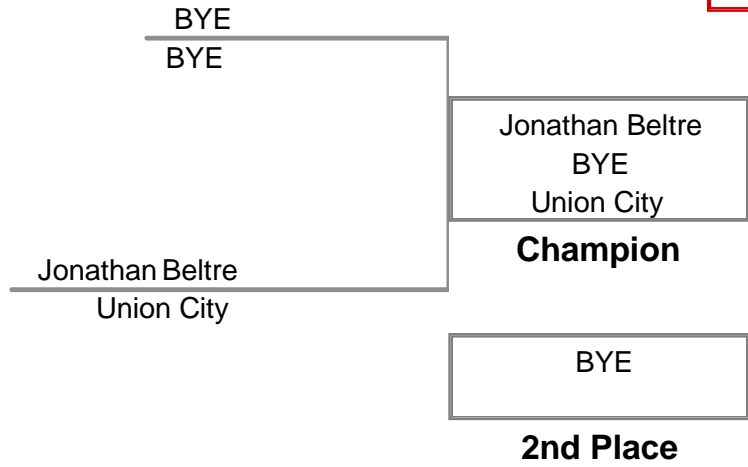 BYE
BYE
Jonathan Beltre
BYE
Union City
Champion
Jonathan Beltre
Union City
BYE
2nd Place